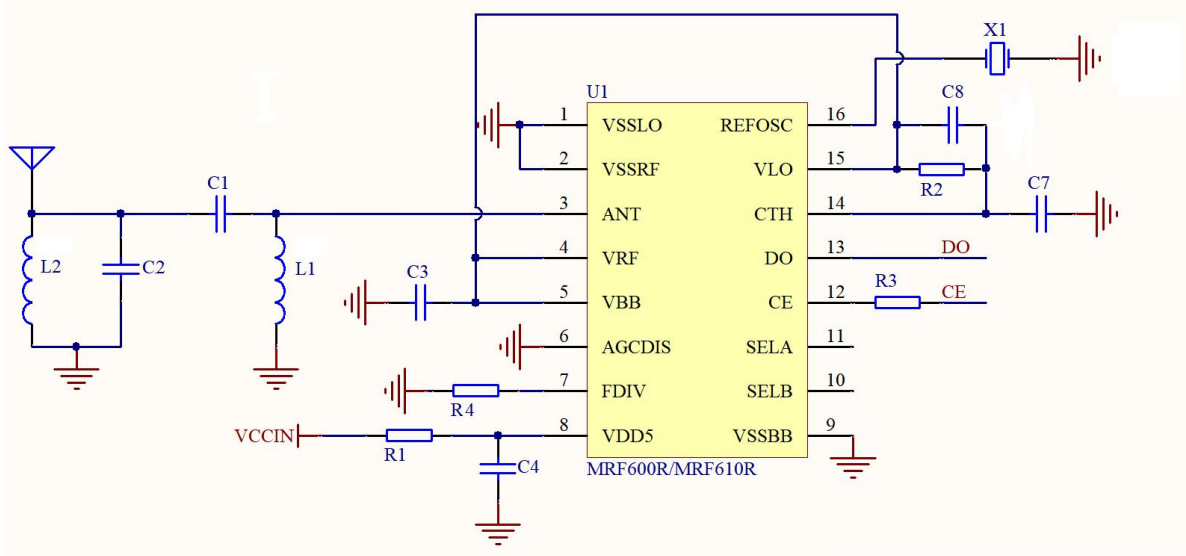 X1
U1
C8
1 VSSLO REFOSC 16
2 VSSRF VLO 15
R2
C1
C7
3 ANT CTH 14
4 VRF DO 13 DO
L2 C2 L1
C3
R3
5 VBB CE 12 CE
6 AGCDIS SELA 11
7 FDIV SELB 10
R4
VCCIN
8 VDD5 VSSBB 9
R1
C4
MRF600R/MRF610R